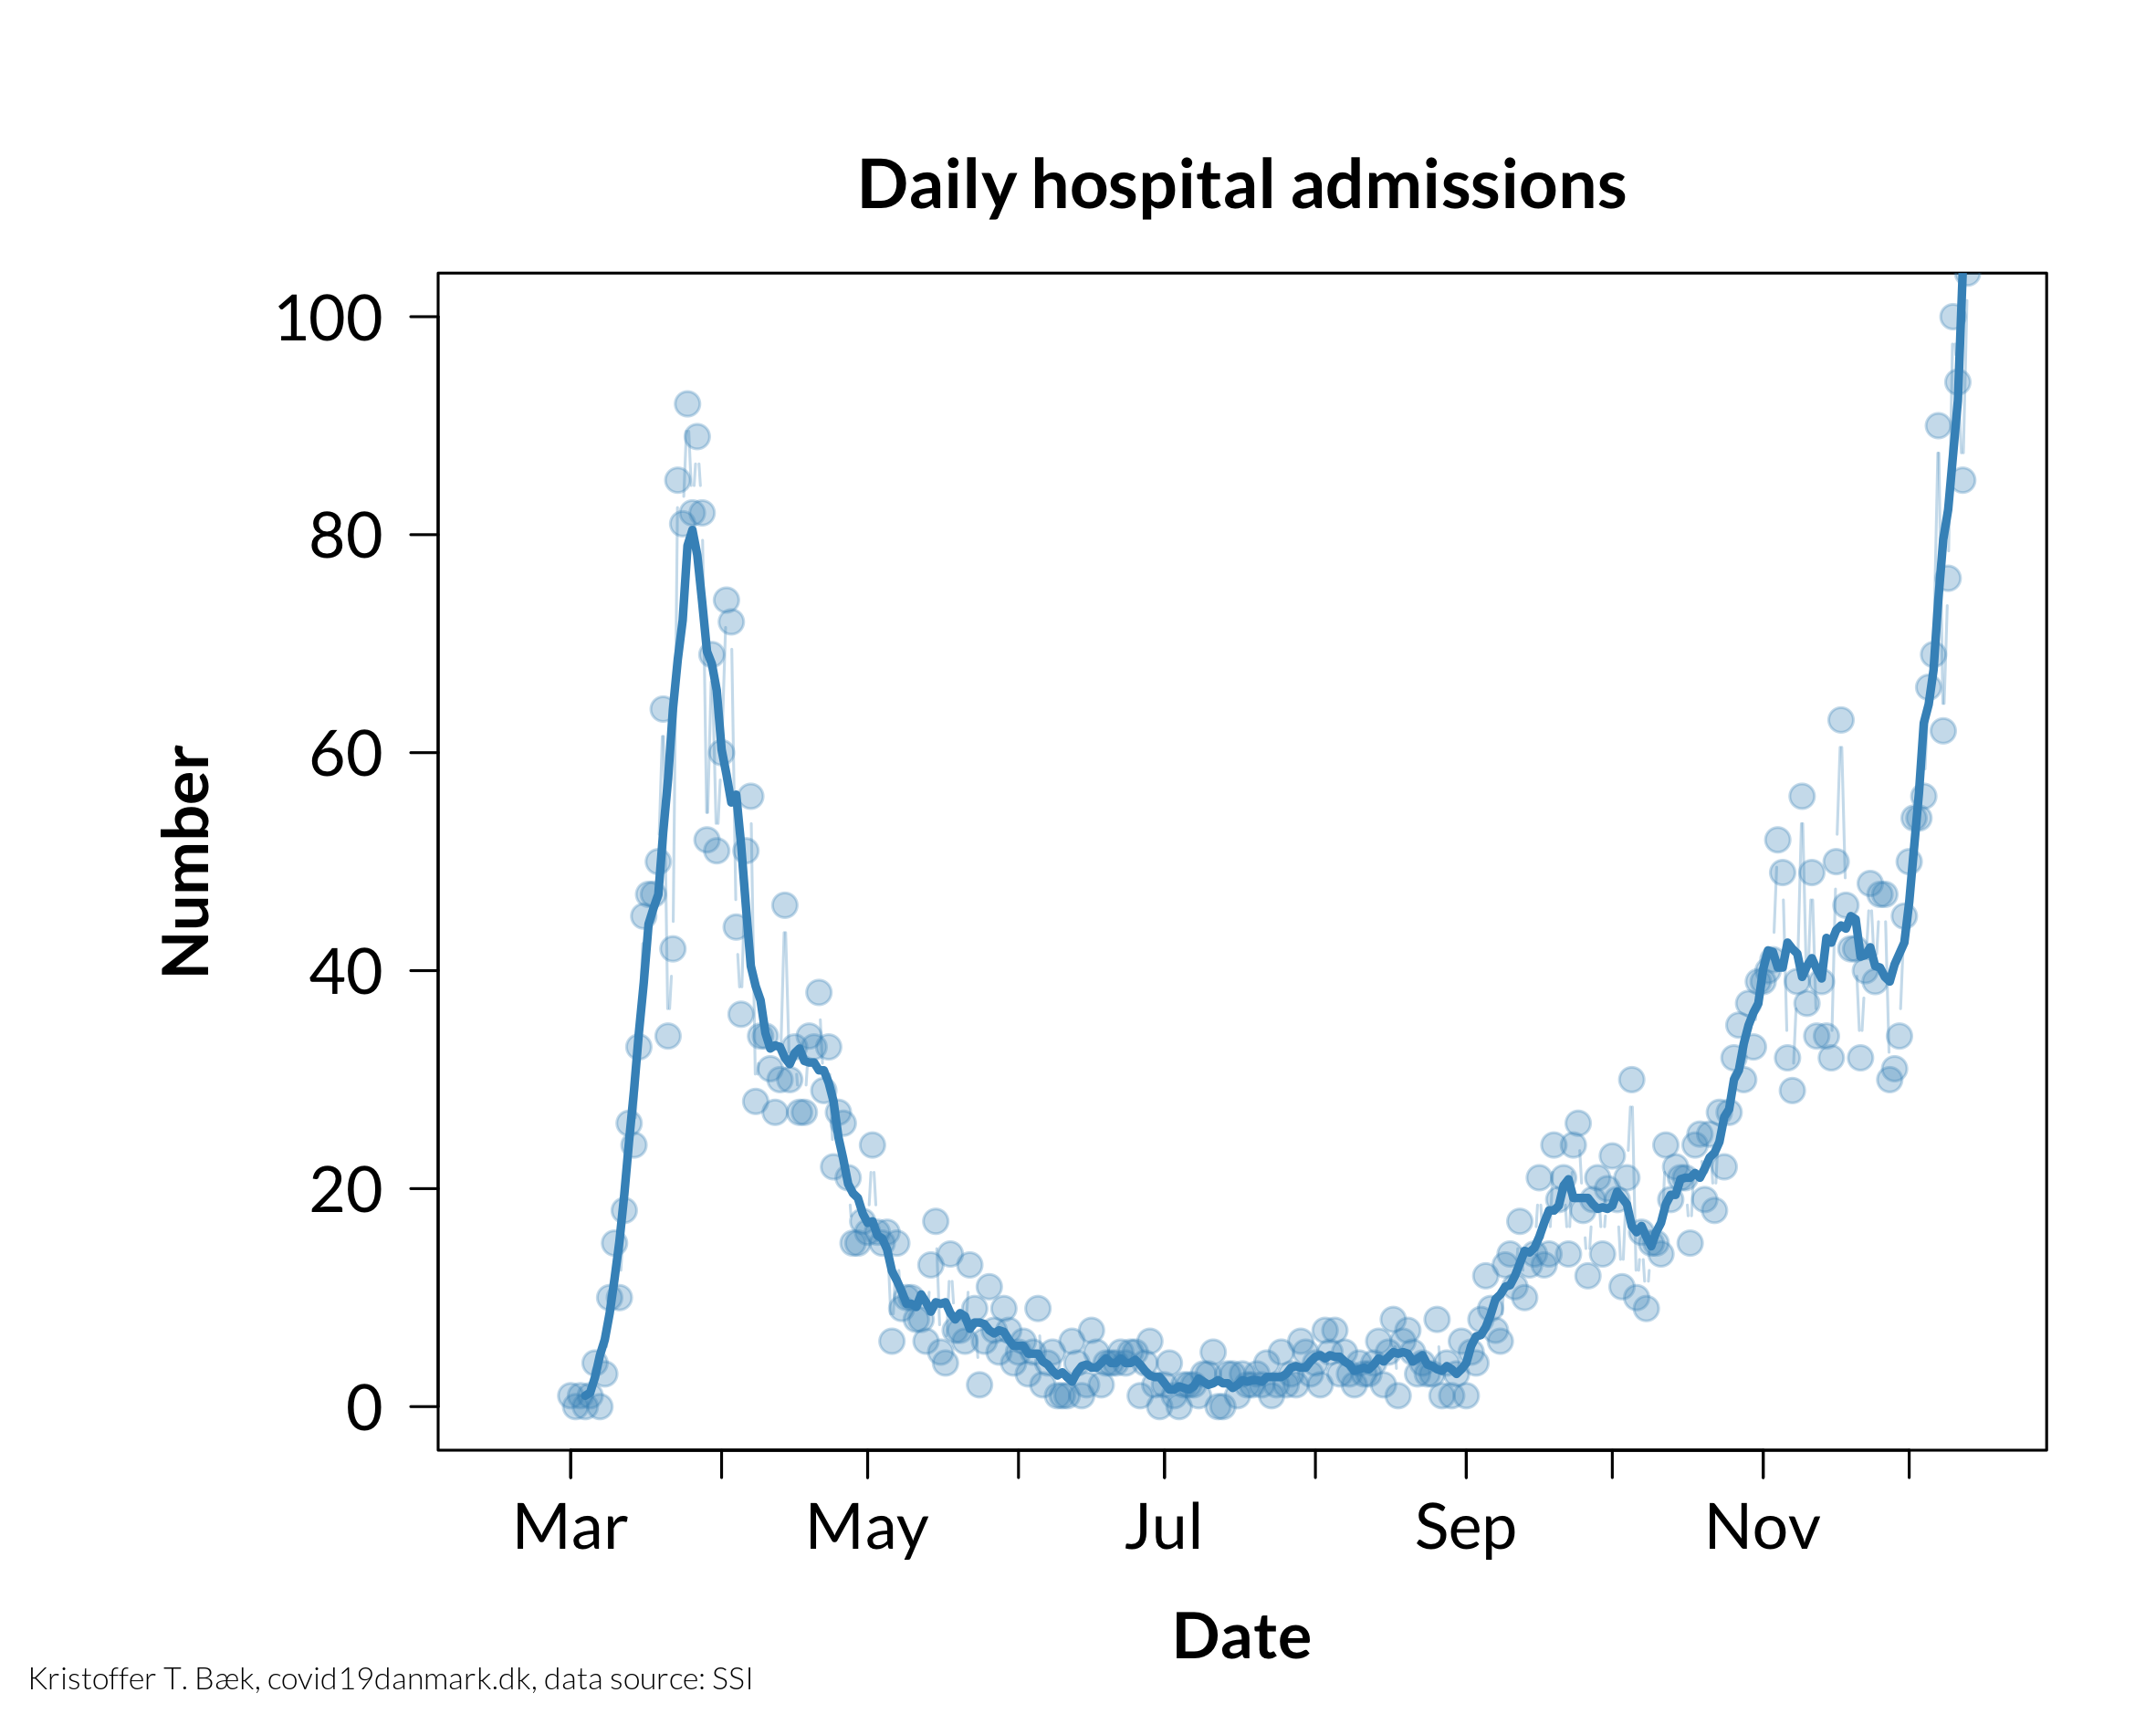 Daily hospital admissions
100
80
60
40
20
0
Number
Mar May Jul Sep Nov
Date
Kristoffer T. Bæk, covid19danmark.dk, data source: SSI